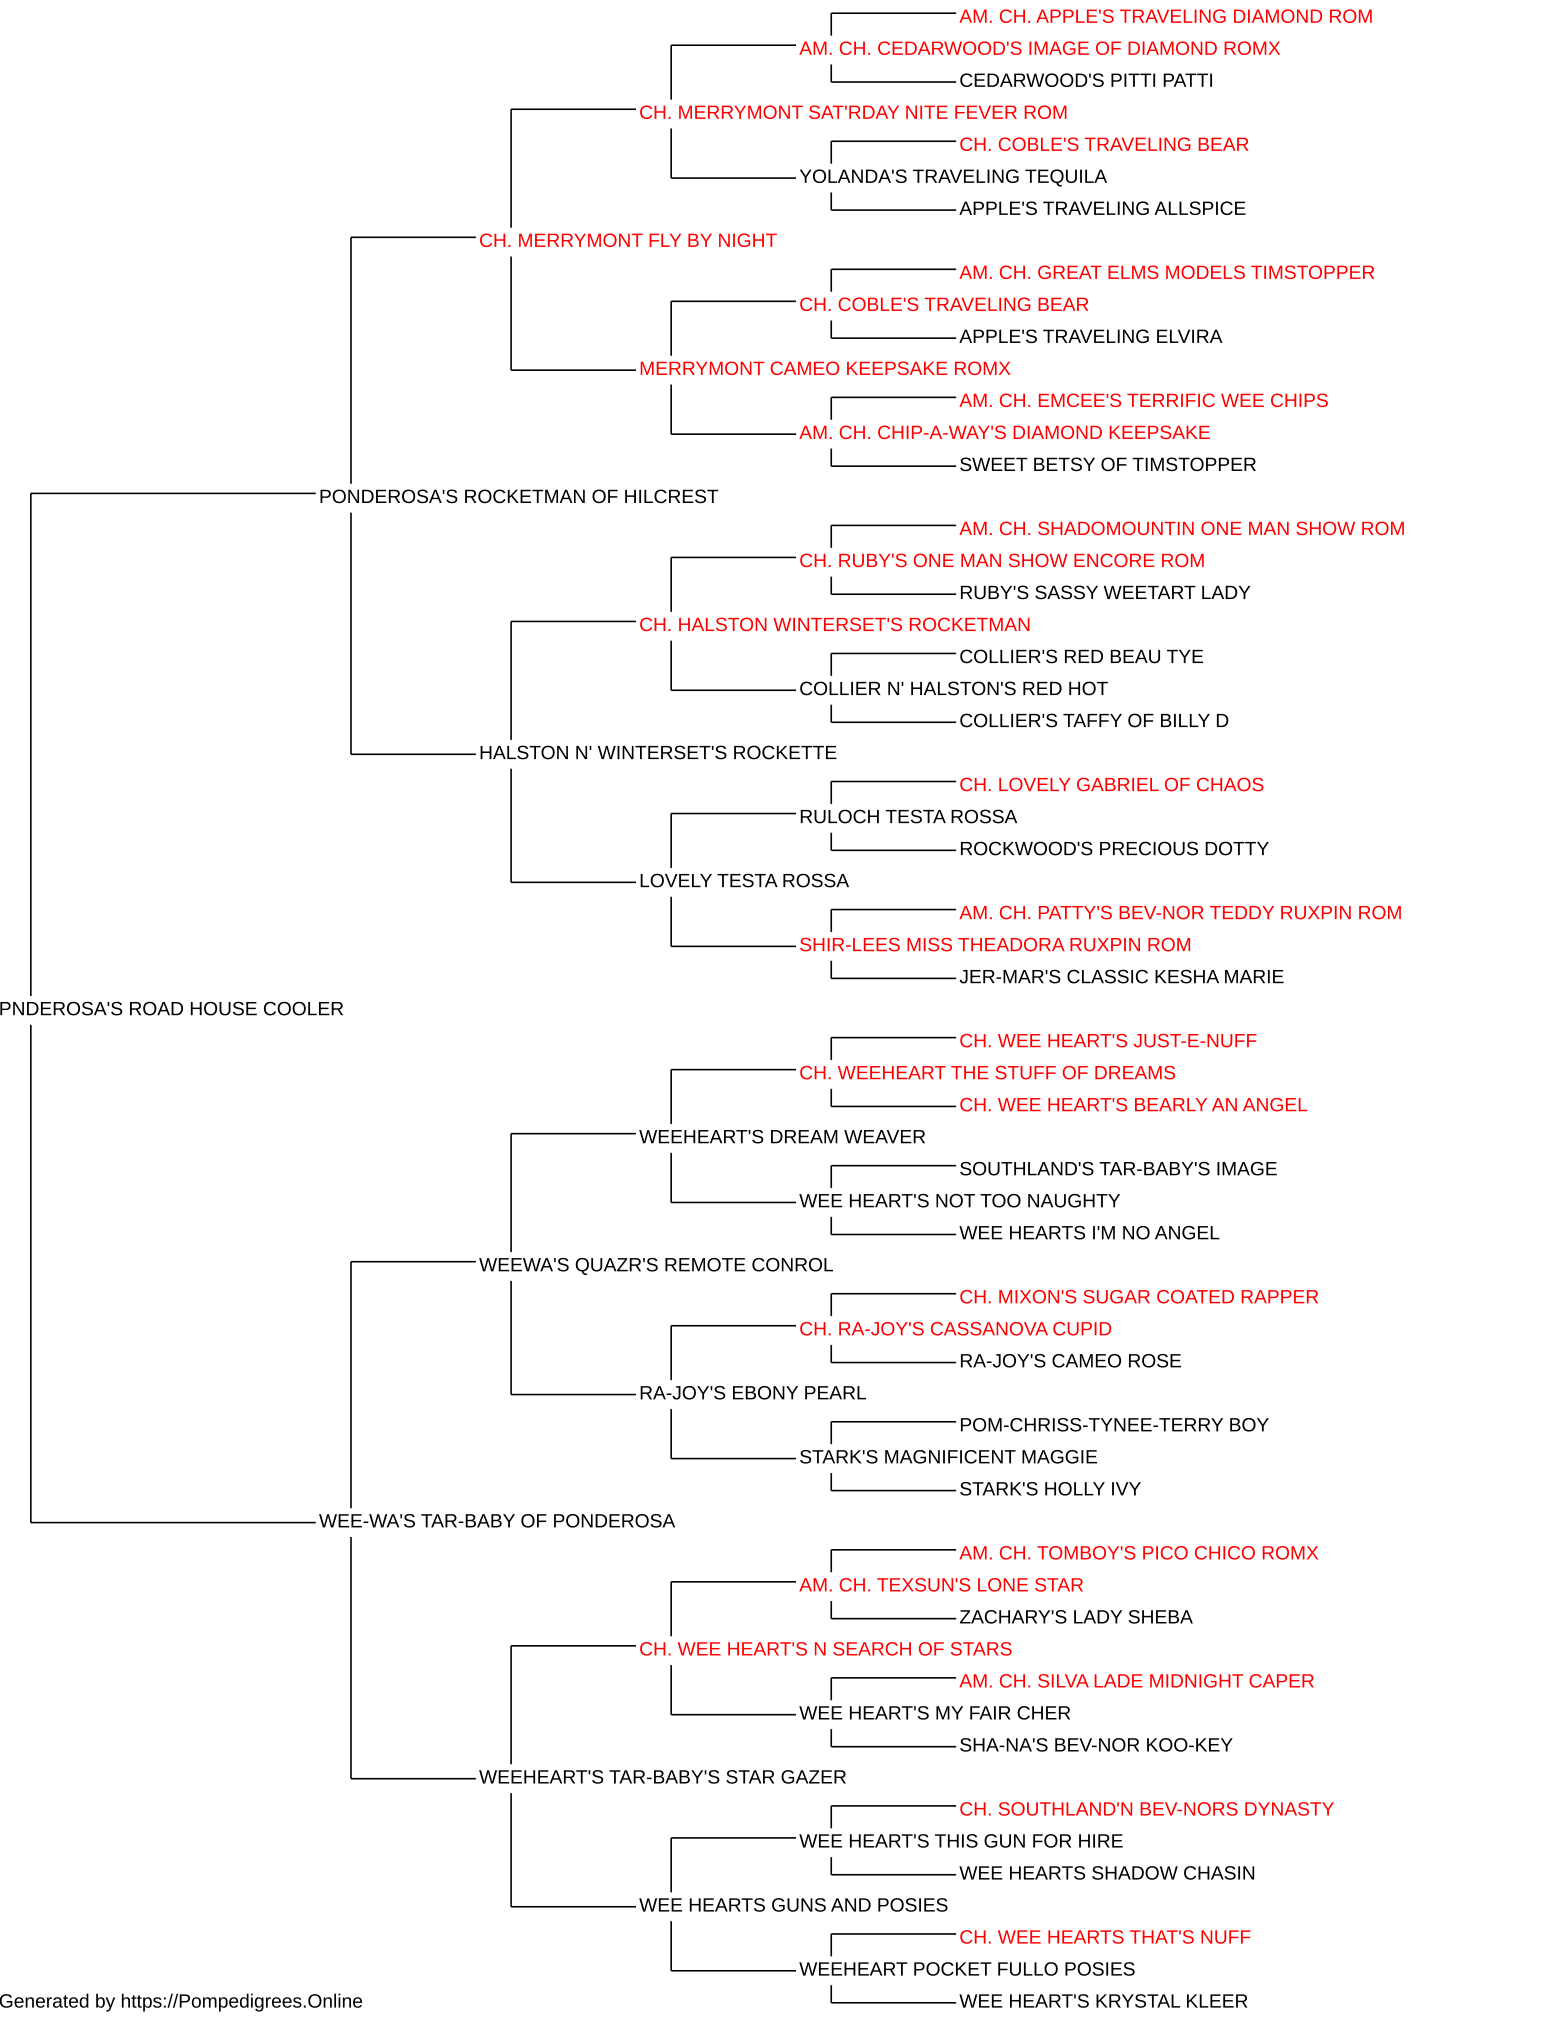 AM. CH. APPLE'S TRAVELING DIAMOND ROM
AM. CH. CEDARWOOD'S IMAGE OF DIAMOND ROMX
CEDARWOOD'S PITTI PATTI
CH. MERRYMONT SAT'RDAY NITE FEVER ROM
CH. COBLE'S TRAVELING BEAR
YOLANDA'S TRAVELING TEQUILA
APPLE'S TRAVELING ALLSPICE
CH. MERRYMONT FLY BY NIGHT
AM. CH. GREAT ELMS MODELS TIMSTOPPER
CH. COBLE'S TRAVELING BEAR
APPLE'S TRAVELING ELVIRA
MERRYMONT CAMEO KEEPSAKE ROMX
AM. CH. EMCEE'S TERRIFIC WEE CHIPS
AM. CH. CHIP-A-WAY'S DIAMOND KEEPSAKE
SWEET BETSY OF TIMSTOPPER
PONDEROSA'S ROCKETMAN OF HILCREST
AM. CH. SHADOMOUNTIN ONE MAN SHOW ROM
CH. RUBY'S ONE MAN SHOW ENCORE ROM
RUBY'S SASSY WEETART LADY
CH. HALSTON WINTERSET'S ROCKETMAN
COLLIER'S RED BEAU TYE
COLLIER N' HALSTON'S RED HOT
COLLIER'S TAFFY OF BILLY D
HALSTON N' WINTERSET'S ROCKETTE
CH. LOVELY GABRIEL OF CHAOS
RULOCH TESTA ROSSA
ROCKWOOD'S PRECIOUS DOTTY
LOVELY TESTA ROSSA
AM. CH. PATTY'S BEV-NOR TEDDY RUXPIN ROM
SHIR-LEES MISS THEADORA RUXPIN ROM
JER-MAR'S CLASSIC KESHA MARIE
PNDEROSA'S ROAD HOUSE COOLER
CH. WEE HEART'S JUST-E-NUFF
CH. WEEHEART THE STUFF OF DREAMS
CH. WEE HEART'S BEARLY AN ANGEL
WEEHEART'S DREAM WEAVER
SOUTHLAND'S TAR-BABY'S IMAGE
WEE HEART'S NOT TOO NAUGHTY
WEE HEARTS I'M NO ANGEL
WEEWA'S QUAZR'S REMOTE CONROL
CH. MIXON'S SUGAR COATED RAPPER
CH. RA-JOY'S CASSANOVA CUPID
RA-JOY'S CAMEO ROSE
RA-JOY'S EBONY PEARL
POM-CHRISS-TYNEE-TERRY BOY
STARK'S MAGNIFICENT MAGGIE
STARK'S HOLLY IVY
WEE-WA'S TAR-BABY OF PONDEROSA
AM. CH. TOMBOY'S PICO CHICO ROMX
AM. CH. TEXSUN'S LONE STAR
ZACHARY'S LADY SHEBA
CH. WEE HEART'S N SEARCH OF STARS
AM. CH. SILVA LADE MIDNIGHT CAPER
WEE HEART'S MY FAIR CHER
SHA-NA'S BEV-NOR KOO-KEY
WEEHEART'S TAR-BABY'S STAR GAZER
CH. SOUTHLAND'N BEV-NORS DYNASTY
WEE HEART'S THIS GUN FOR HIRE
WEE HEARTS SHADOW CHASIN
WEE HEARTS GUNS AND POSIES
CH. WEE HEARTS THAT'S NUFF
WEEHEART POCKET FULLO POSIES
WEE HEART'S KRYSTAL KLEER
Generated by https://Pompedigrees.Online